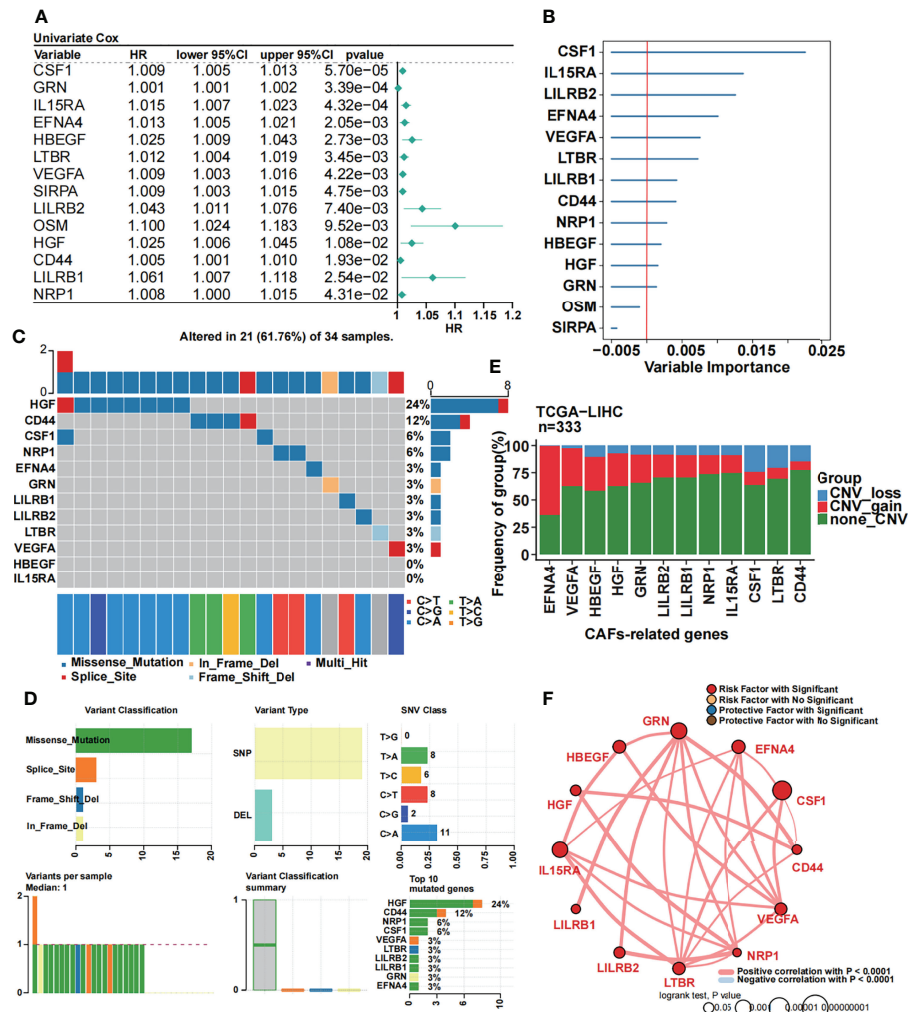 A
Univariate Cox
Variable HR lower 95%CI upper 95%CI pvalue
CSF1 1.009 1.005 1.013 5.70e-05
GRN 1.001 1.001 1.002 3.39e-04
IL15RA 1.015 1.007 1.023 4.32e-04
EFNA4 1.013 1.005 1.021 2.05e-03
HBEGF 1.025 1.009 1.043 2.73e-03
LTBR 1.012 1.004 1.019 3.45e-03
VEGFA 1.009 1.003 1.016 4.22e-03
SIRPA 1.009 1.003 1.015 4.75e-03
LILRB2 1.043 1.011 1.076 7.40e-03
OSM 1.100 1.024 1.183 9.52e-03
HGF 1.025 1.006 1.045 1.08e-02
CD44 1.005 1.001 1.010 1.93e-02
LILRB1 1.061 1.007 1.118 2.54e-02
NRP1 1.008 1.000 1.015 4.31e-02
1 1.05 1.1 1.15 1.2
HR
B
CSF1
IL15RA
LILRB2
EFNA4
VEGFA
LTBR
LILRB1
CD44
NRP1
HBEGF
HGF
GRN
OSM
SIRPA
−0.005 0.005 0.015 0.025
Variable Importance
C
Altered in 21 (61.76%) of 34 samples.
2
0
0 8
HGF 24%
CD44 12%
CSF1 6%
NRP1 6%
EFNA4 3%
GRN 3%
LILRB1 3%
LILRB2 3%
LTBR 3%
VEGFA 3%
HBEGF 0%
IL15RA 0%
C>T T>A
C>G T>C
C>A T>G
Missense_Mutation In_Frame_Del Multi_Hit
Splice_Site Frame_Shift_Del
E
TCGA−LIHC
n=333
Frequency of group(%)
100
75
50
25
0
EFNA4
VEGFA
HBEGF
HGF
GRN
LILRB2
LILRB1
NRP1
IL15RA
CSF1
LTBR
CD44
CAFs-related genes
Group
CNV_loss
CNV_gain
none_CNV
D
Variant Classification
Missense_Mutation
Splice_Site
Frame_Shift_Del
In_Frame_Del
0 5 10 15 20
Variant Type
SNP
DEL
0 5 10 15 20
SNV Class
T>G 0
T>A 8
T>C 6
C>T 8
C>G 2
C>A 11
0.00 0.25 0.50 0.75 1.00
Variants per sample
Median: 1
2
1
0
Variant Classification
summary
1
0
Top 10
mutated genes
HGF 24%
CD44 12%
NRP1 6%
CSF1 6%
VEGFA 3%
LTBR 3%
LILRB2 3%
LILRB1 3%
GRN 3%
EFNA4 3%
0 3 6 10
F
Risk Factor with Significant
Risk Factor with No Significant
Protective Factor with Significant
Protective Factor with No Significant
GRN
EFNA4
CSF1
CD44
VEGFA
NRP1
LTBR
LILRB2
LILRB1
IL15RA
HGF
HBEGF
Positive correlation with P < 0.0001
Negative correlation with P < 0.0001
logrank test, P value
0.05 0.001 0.00001 0.00000001